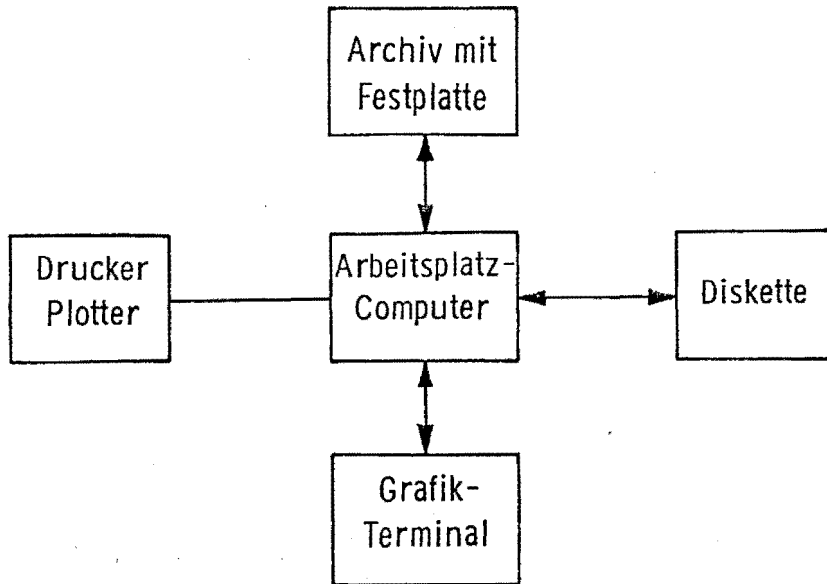 Archiv mit
Festplatte
Drucker
Plotter
Arbeitsplatz-
Computer
Diskette
Grafik-
Terminal